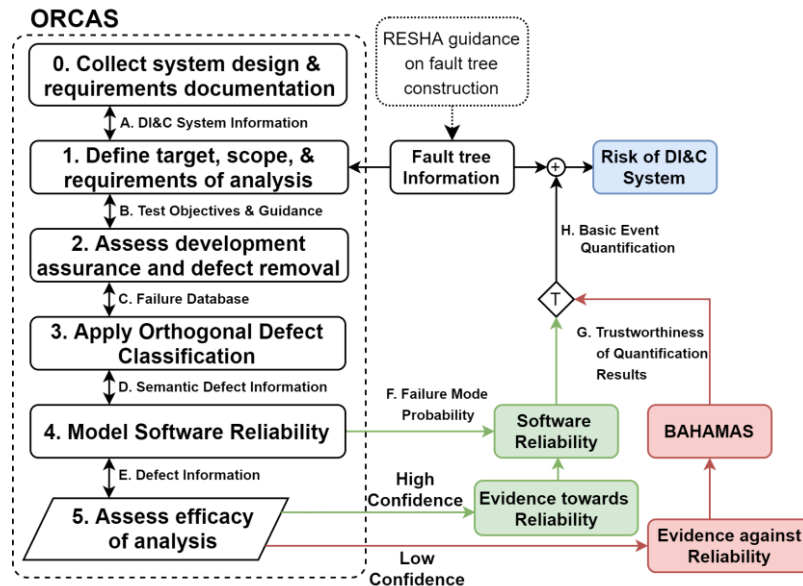 ORCAS
0. Collect system design &
requirements documentation
A. DI&C System Information
1. Define target, scope, &
requirements of analysis
B. Test Objectives & Guidance
2. Assess development
assurance and defect removal
C. Failure Database
3. Apply Orthogonal Defect
Classification
D. Semantic Defect Information
4. Model Software Reliability
E. Defect Information
5. Assess efficacy
of analysis
RESHA guidance
on fault tree
construction
Fault tree
Information
+
Risk of DI&C
System
H. Basic Event
Quantification
T
G. Trustworthiness
of Quantification
Results
F. Failure Mode
Probability
Software
Reliability
BAHAMAS
High
Confidence
Evidence towards
Reliability
Evidence against
Reliability
Low
Confidence